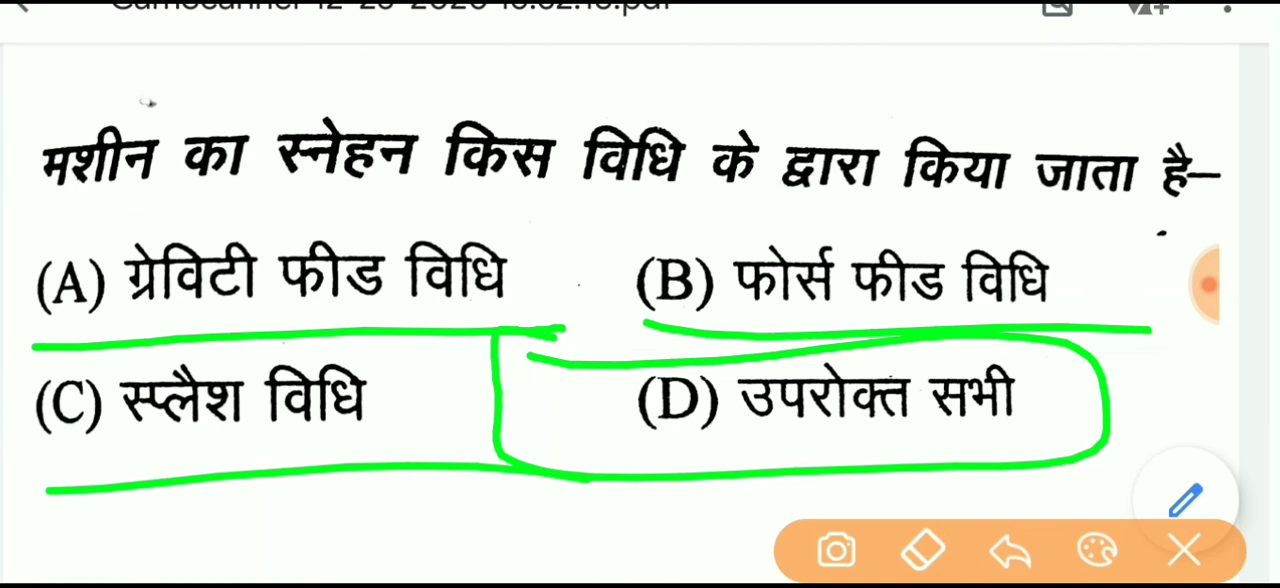 मशीन का स्नेहन किस विधि के द्वारा किया जाता है–
(A) ग्रेविटी फीड विधि (B) फोर्स फीड विधि
(C) स्प्लैश विधि (D) उपरोक्त सभी